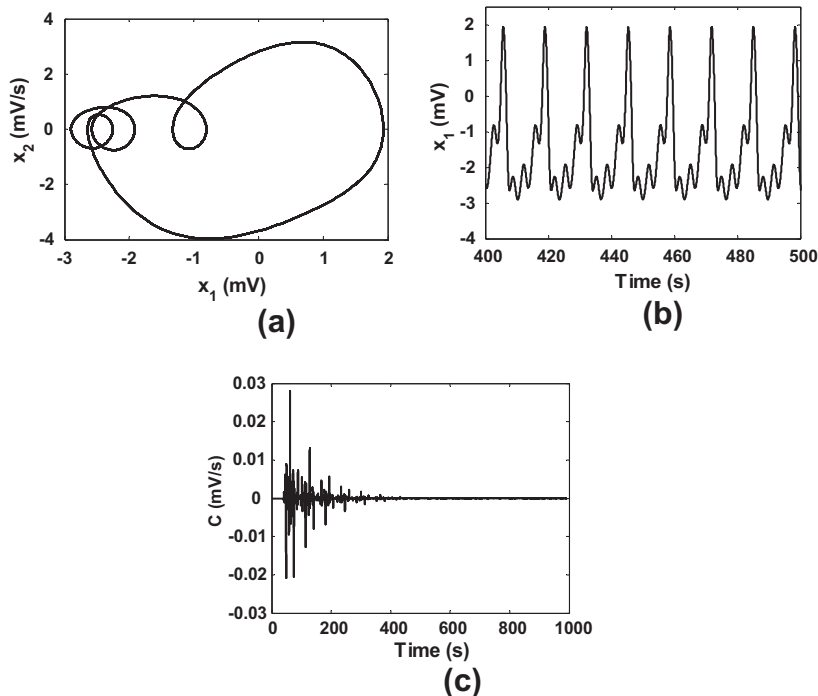 4
2
0
-2
-4
x2 (mV/s)
-3 -2 -1 0 1 2
x1 (mV)
(a)
2
1
0
-1
-2
-3
-4
x1 (mV)
400 420 440 460 480 500
Time (s)
(b)
0.03
0.02
0.01
0
-0.01
-0.02
-0.03
C (mV/s)
0 200 400 600 800 1000
Time (s)
(c)